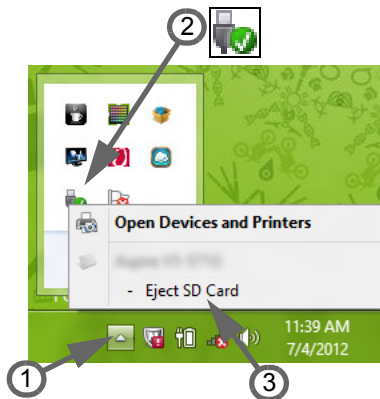 2
Open Devices and Printers
- Eject SD Card
11:39 AM
7/4/2012
1
3